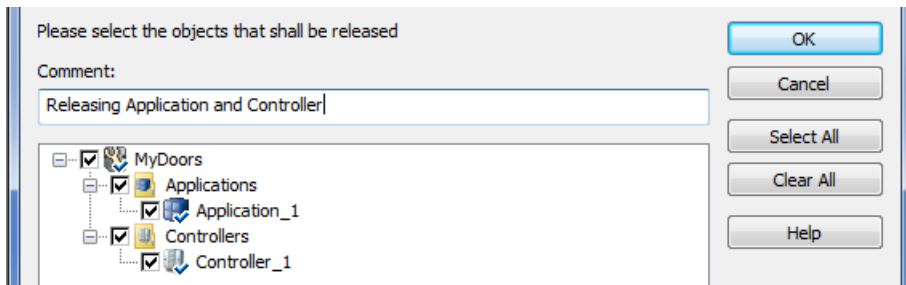 Please select the objects that shall be released
OK
Comment:
Cancel
Releasing Application and Controller
Select All
MyDoors
Applications
Clear All
Application_1
Controllers
Help
Controller_1